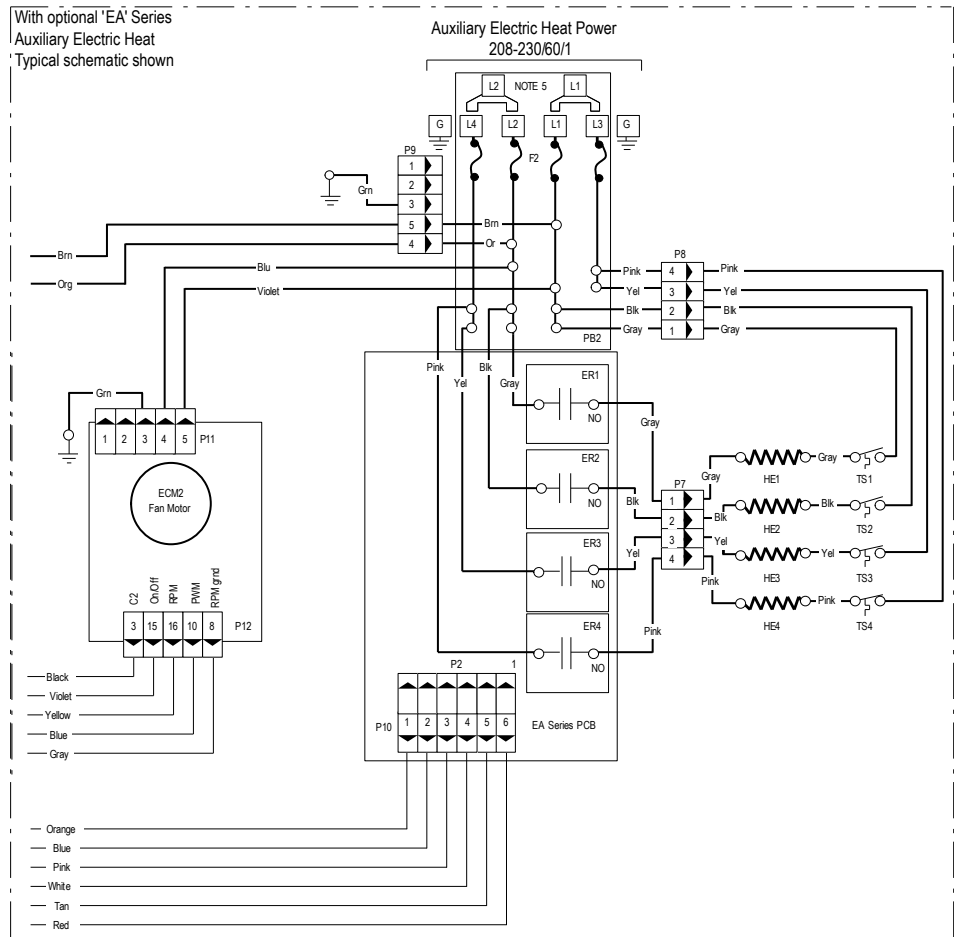 With optional 'EA' Series
Auxiliary Electric Heat
Typical schematic shown
Auxiliary Electric Heat Power
208-230/60/1
L2 NOTE 5 L1
G L4 L2 L1 L3 G
F2
P9
1
2
3
5
4
Grn
Brn
Or
Brn
Org
Blu
Violet
P8
Pink 4 Pink
Yel 3 Yel
Blk 2 Blk
Gray 1 Gray
PB2
Pink
Yel
Blk
Gray
ER1
NO
Gray
ER2
NO
Blk
ER3
NO
Yel
ER4
NO
Pink
P7
1
2
3
4
Gray
Blk
Yel
Pink
Gray
HE1 TS1
Blk
HE2 TS2
Yel
HE3 TS3
Pink
HE4 TS4
Grn
1 2 3 4 5 P11
ECM2
Fan Motor
C2 On/Off RPM PWM RPM grnd
3 15 16 10 8 P12
Black
Violet
Yellow
Blue
Gray
P2 1
P10 1 2 3 4 5 6
EA Series PCB
Orange
Blue
Pink
White
Tan
Red